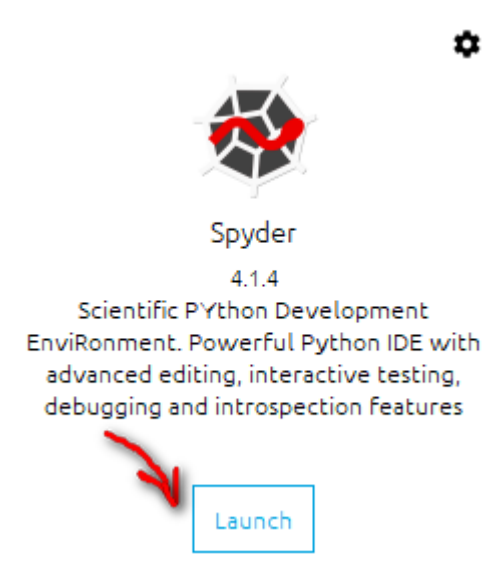 Spyder
4.1.4
Scientific PYthon Development
EnviRonment. Powerful Python IDE with
advanced editing, interactive testing,
debugging and introspection features
Launch